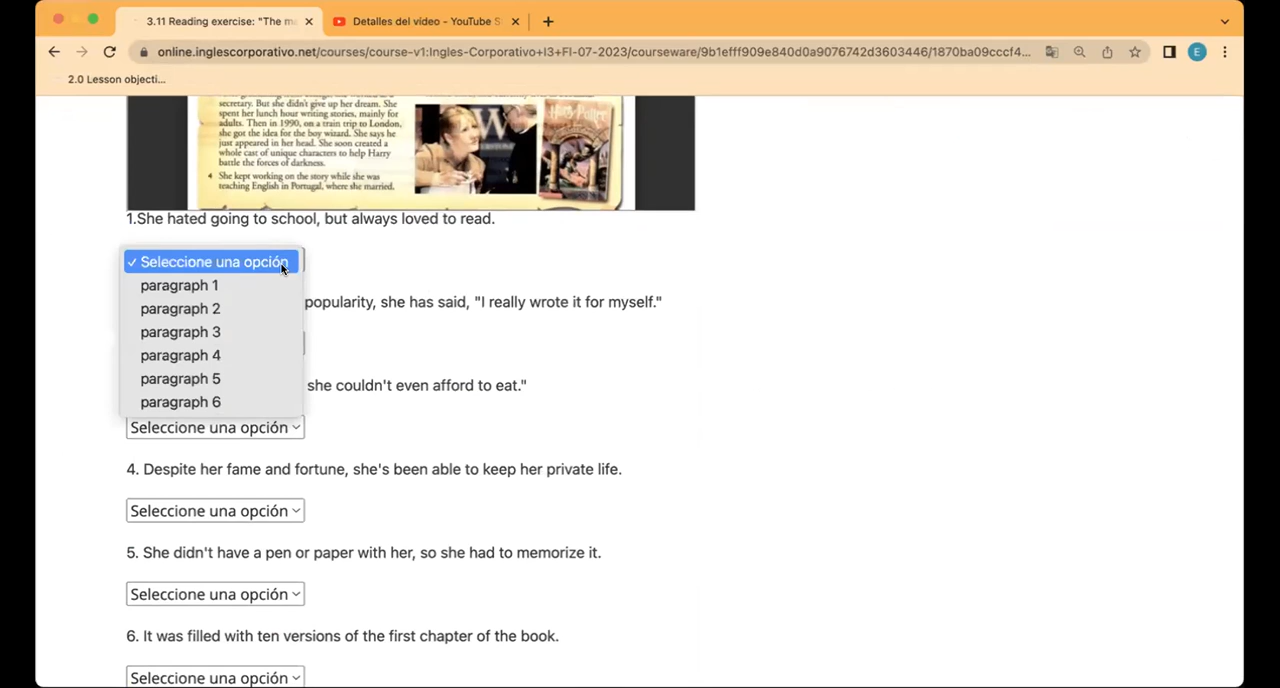 3.11 Reading exercise: "The ma
Detalles del vídeo - YouTube S
online.inglescorporativo.net/courses/course-v1:Ingles-Corporativo+I3+FI-07-2023/courseware/9b1efff909e840d0a9076742d3603446/1870ba09cccf4...
E
2.0 Lesson objecti...
secretary. But she didn't give up her dream. She
spent her lunch hour writing stories, mainly for
adults. Then in 1990, on a train trip to London,
she got the idea for the boy wizard. She says he
just appeared in her head. She soon created a
whole cast of unique characters to help Harry
battle the forces of darkness.
4 She kept working on the story while she was
teaching English in Portugal, where she married.
W
Harry Potter
1.She hated going to school, but always loved to read.
✓ Seleccione una opción
paragraph 1
paragraph 2
popularity, she has said, "I really wrote it for myself."
paragraph 3
paragraph 4
paragraph 5
she couldn't even afford to eat."
paragraph 6
Seleccione una opción
4. Despite her fame and fortune, she's been able to keep her private life.
Seleccione una opción
5. She didn't have a pen or paper with her, so she had to memorize it.
Seleccione una opción
6. It was filled with ten versions of the first chapter of the book.
Seleccione una opción